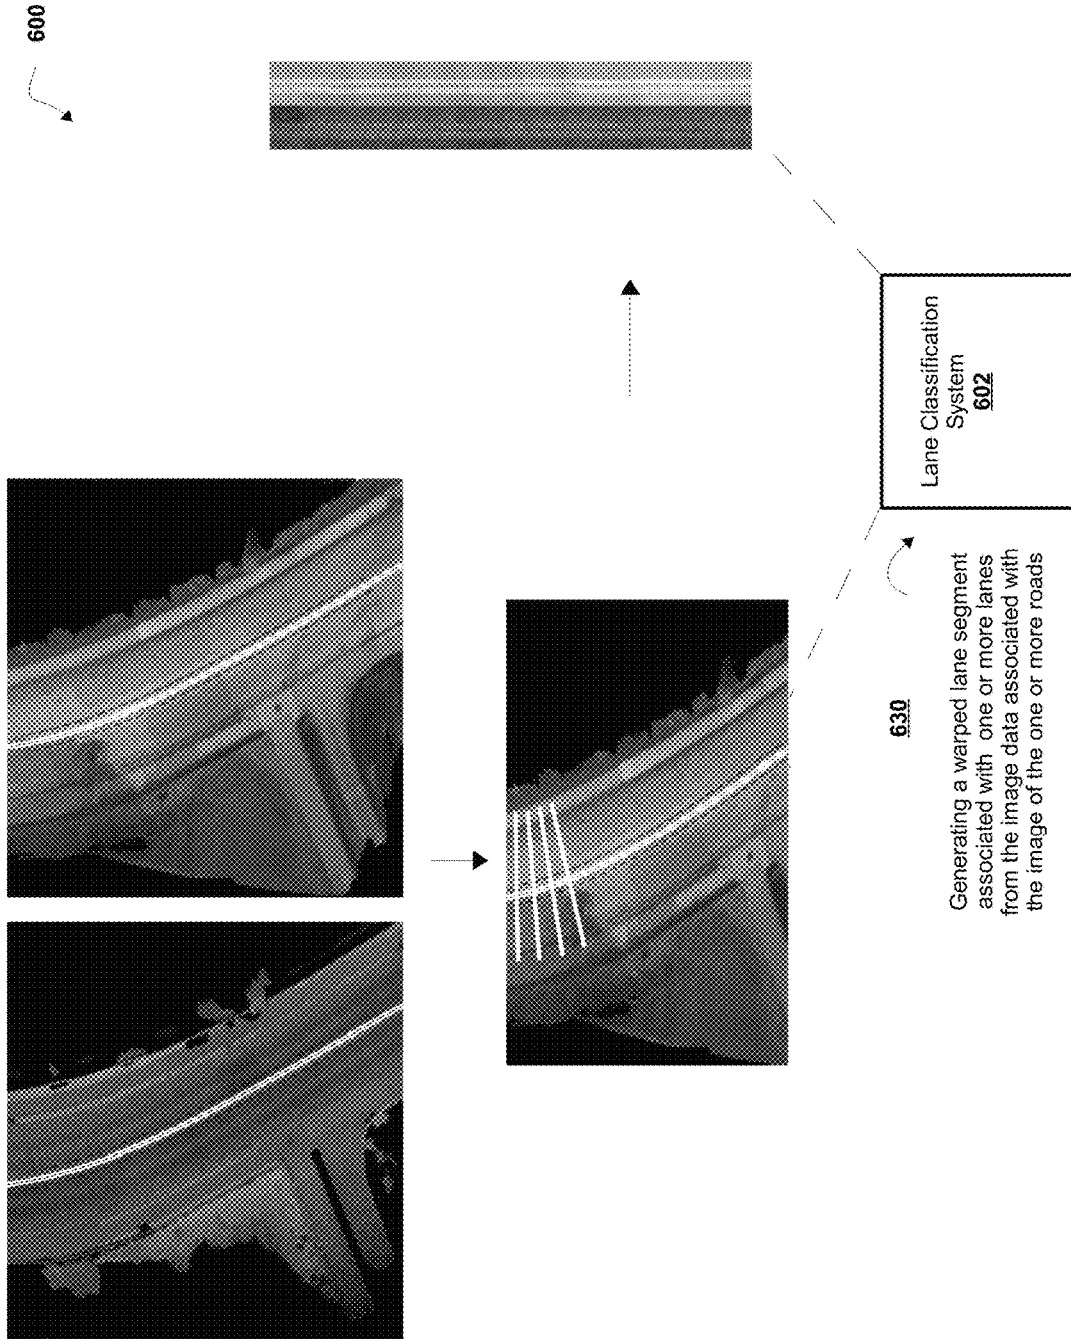 600
Lane Classification
System
602
630
Generating a warped lane segment
associated with one or more lanes
from the image data associated with
the image of the one or more roads